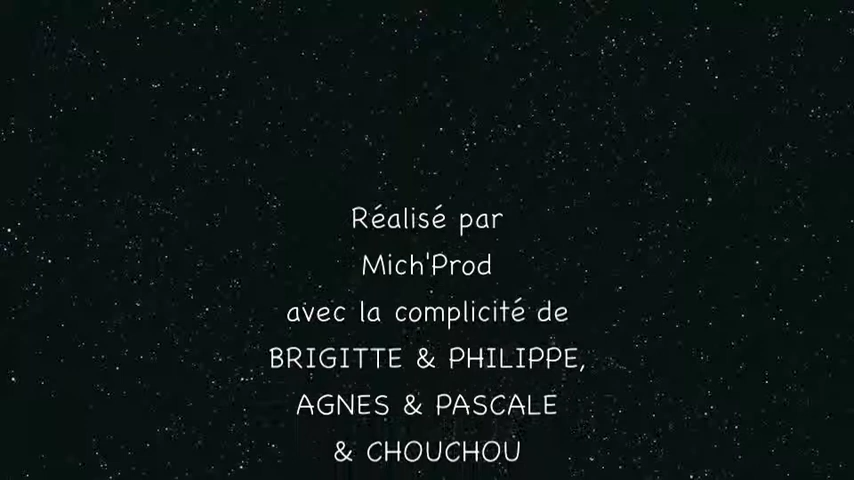 Réalisé par
Mich'Prod
avec la complicité de
BRIGITTE & PHILIPPE,
AGNES & PASCALE
& CHOUCHOU